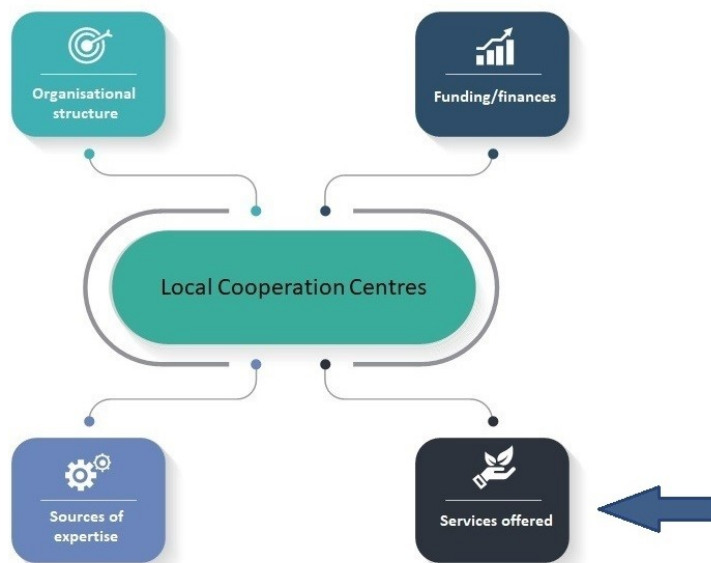 Organisational
structure
Funding/finances
Local Cooperation Centres
Sources of
expertise
Services offered